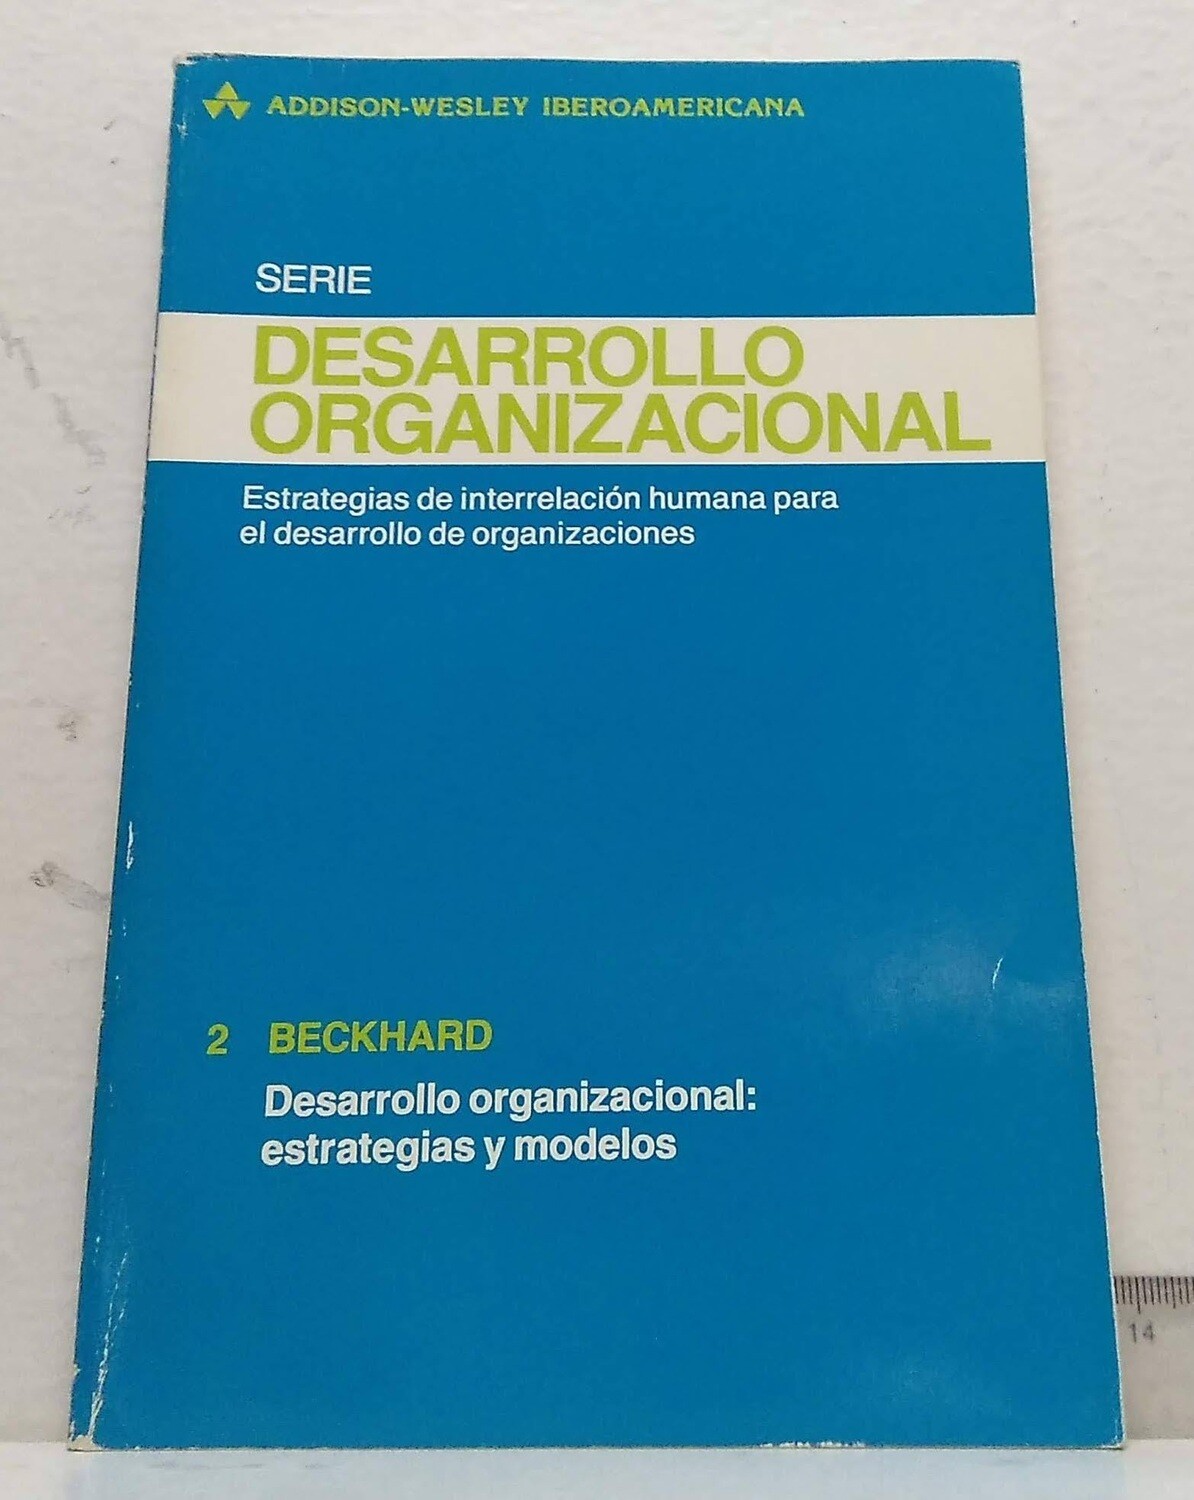 ADDISON-WESLEY IBEROAMERICANA
SERIE
DESARROLLO
ORGANIZACIONAL
Estrategias de interrelación humana para
el desarrollo de organizaciones
2 BECKHARD
Desarrollo organizacional:
estrategias y modelos
14